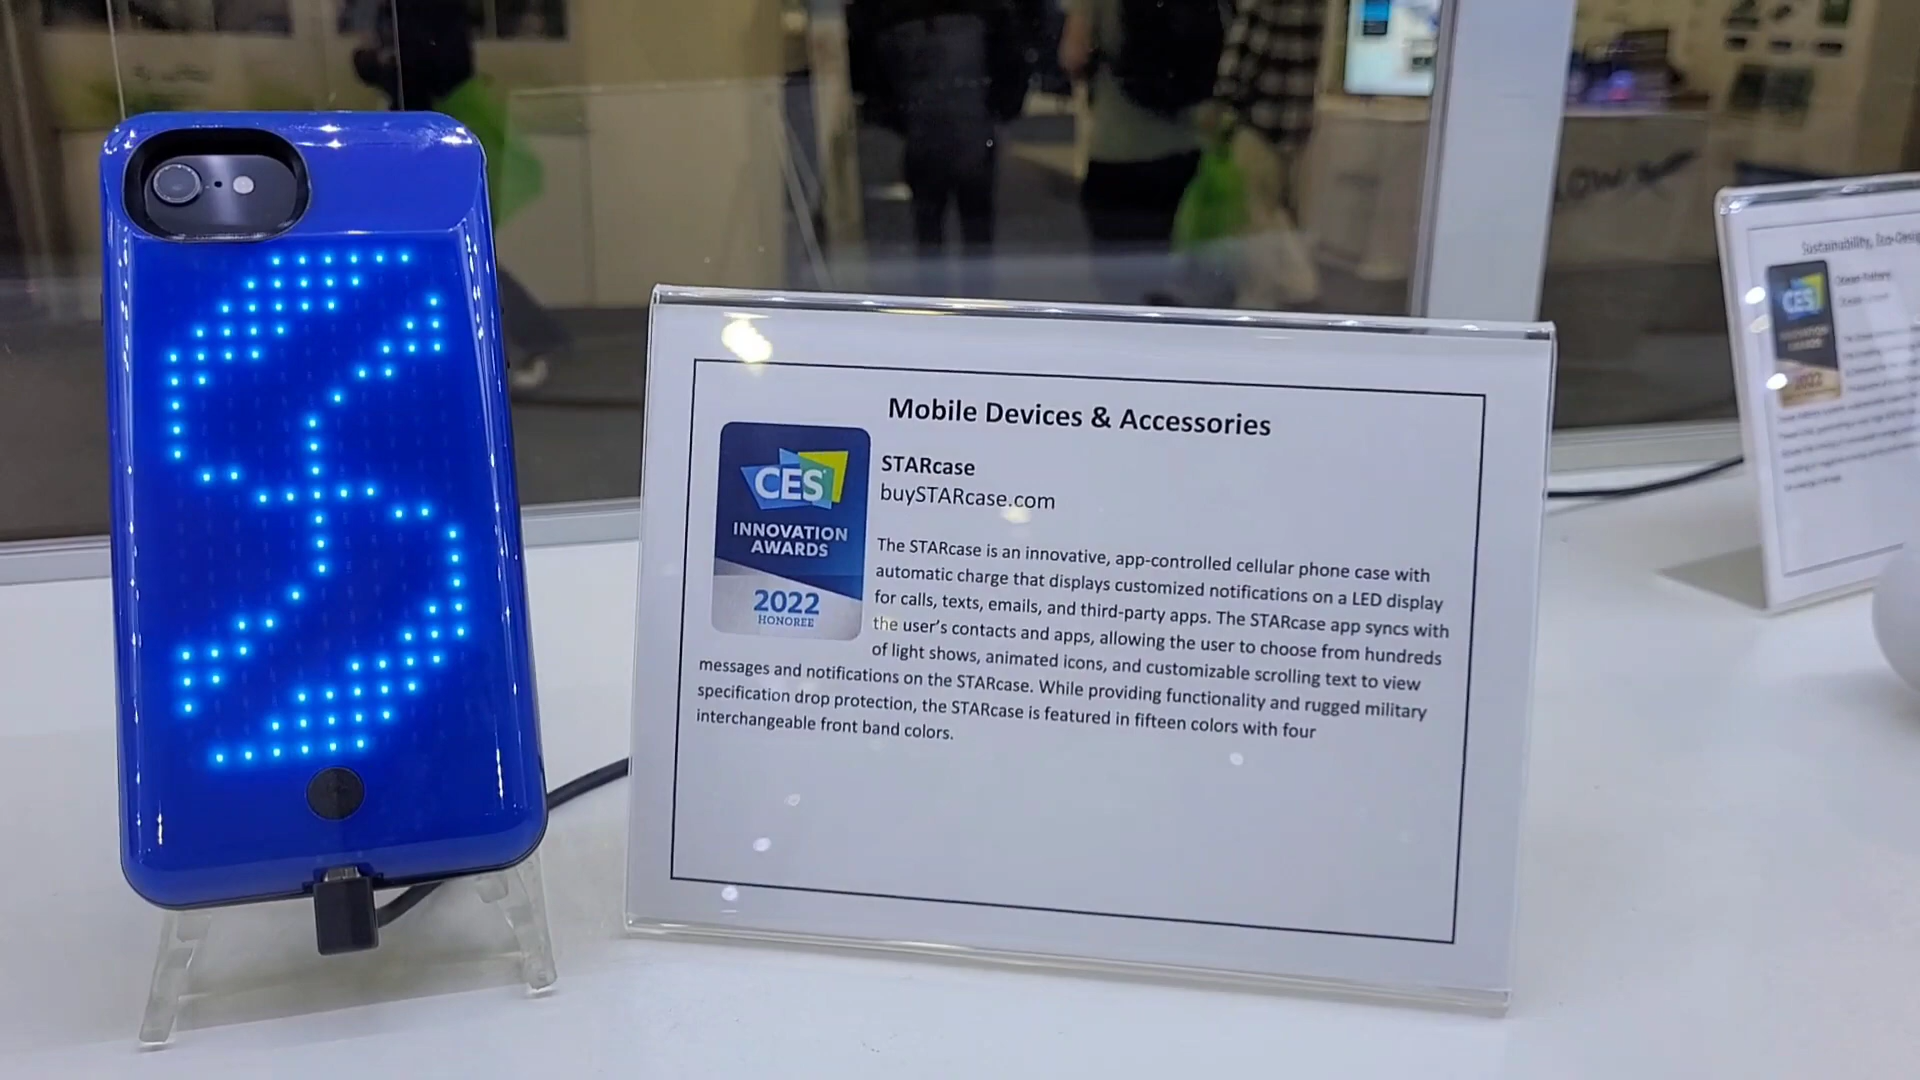 Mobile Devices & Accessories
CES
INNOVATION
AWARDS
2022
HONOREE
STARcase
buySTARcase.com
The STARcase is an innovative, app-controlled cellular phone case with
automatic charge that displays customized notifications on a LED display
for calls, texts, emails, and third-party apps. The STARcase app syncs with
the user's contacts and apps, allowing the user to choose from hundreds
of light shows, animated icons, and customizable scrolling text to view
messages and notifications on the STARcase. While providing functionality and rugged military
specification drop protection, the STARcase is featured in fifteen colors with four
interchangeable front band colors.
Sustainability, Eco-Desig
CES
INNOVATION
AWARDS
2022